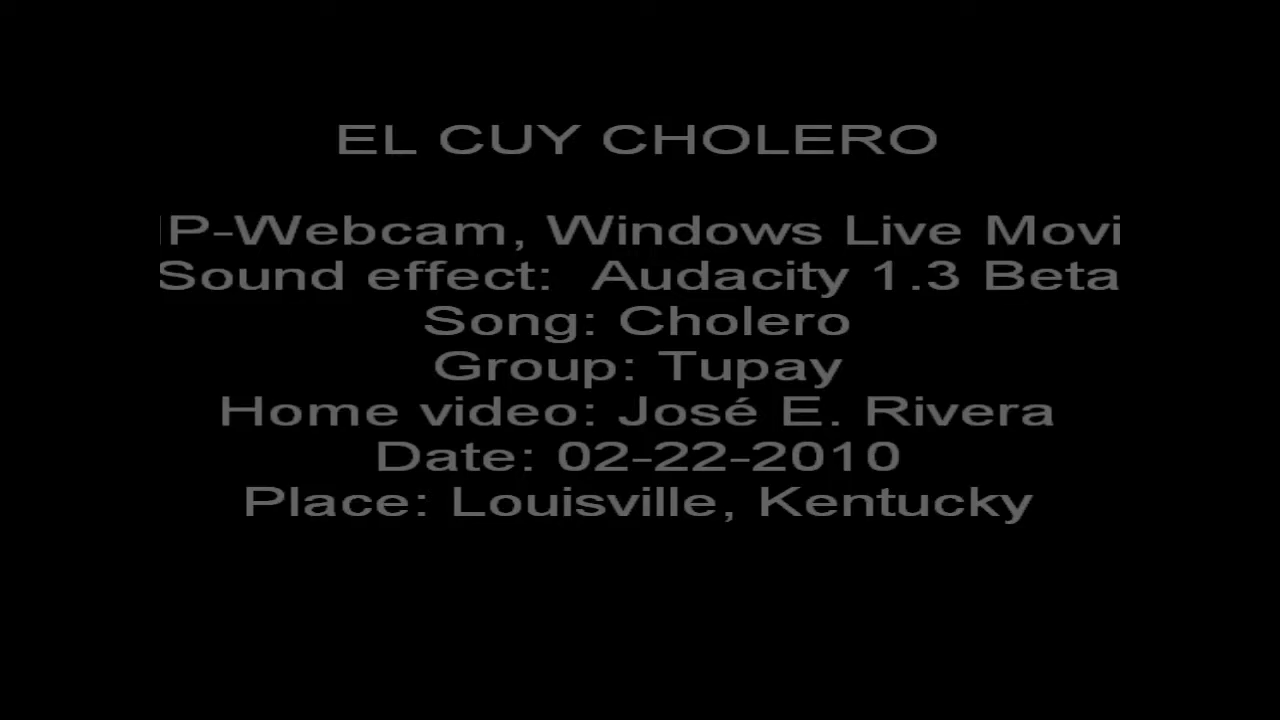 EL CUY CHOLERO
P-Webcam, Windows Live Movi
Sound effect: Audacity 1.3 Beta
Song: Cholero
Group: Tupay
Home video: José E. Rivera
Date: 02-22-2010
Place: Louisville, Kentucky